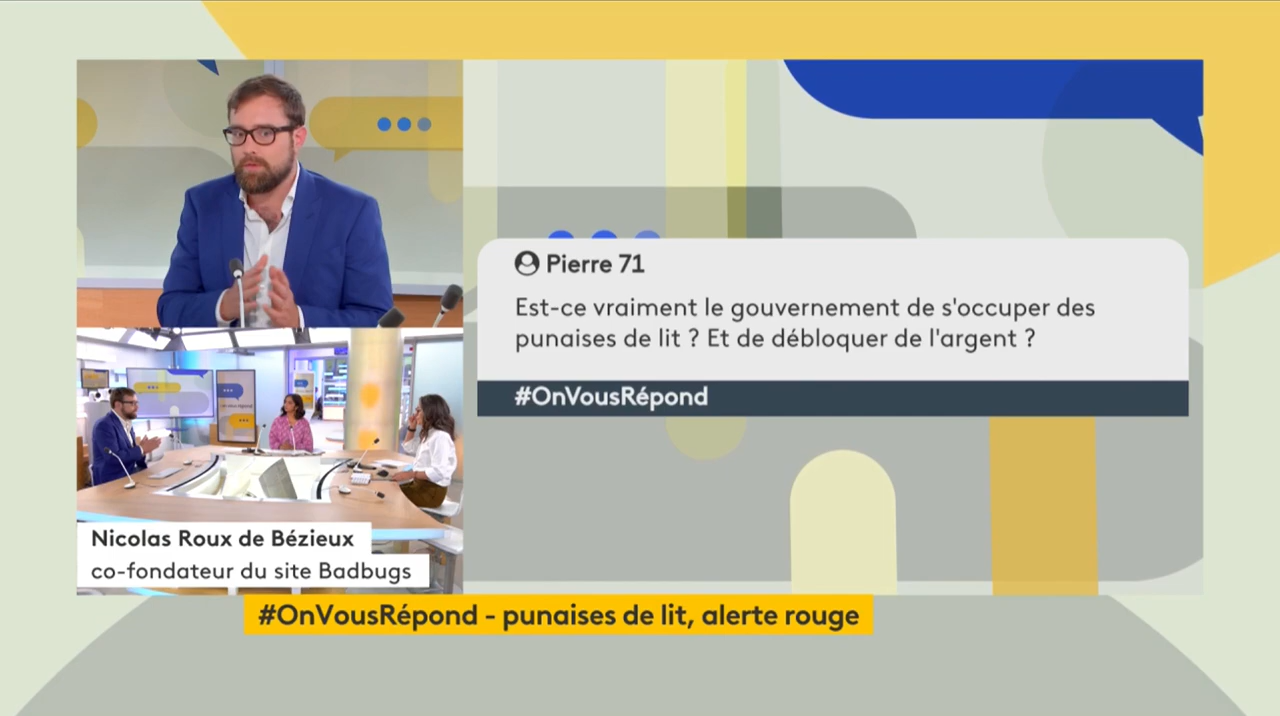 Pierre 71
Est-ce vraiment le gouvernement de s'occuper des
punaises de lit ? Et de débloquer de l'argent ?
#OnVousRépond
Nicolas Roux de Bézieux
co-fondateur du site Badbugs
#OnVousRépond - punaises de lit, alerte rouge